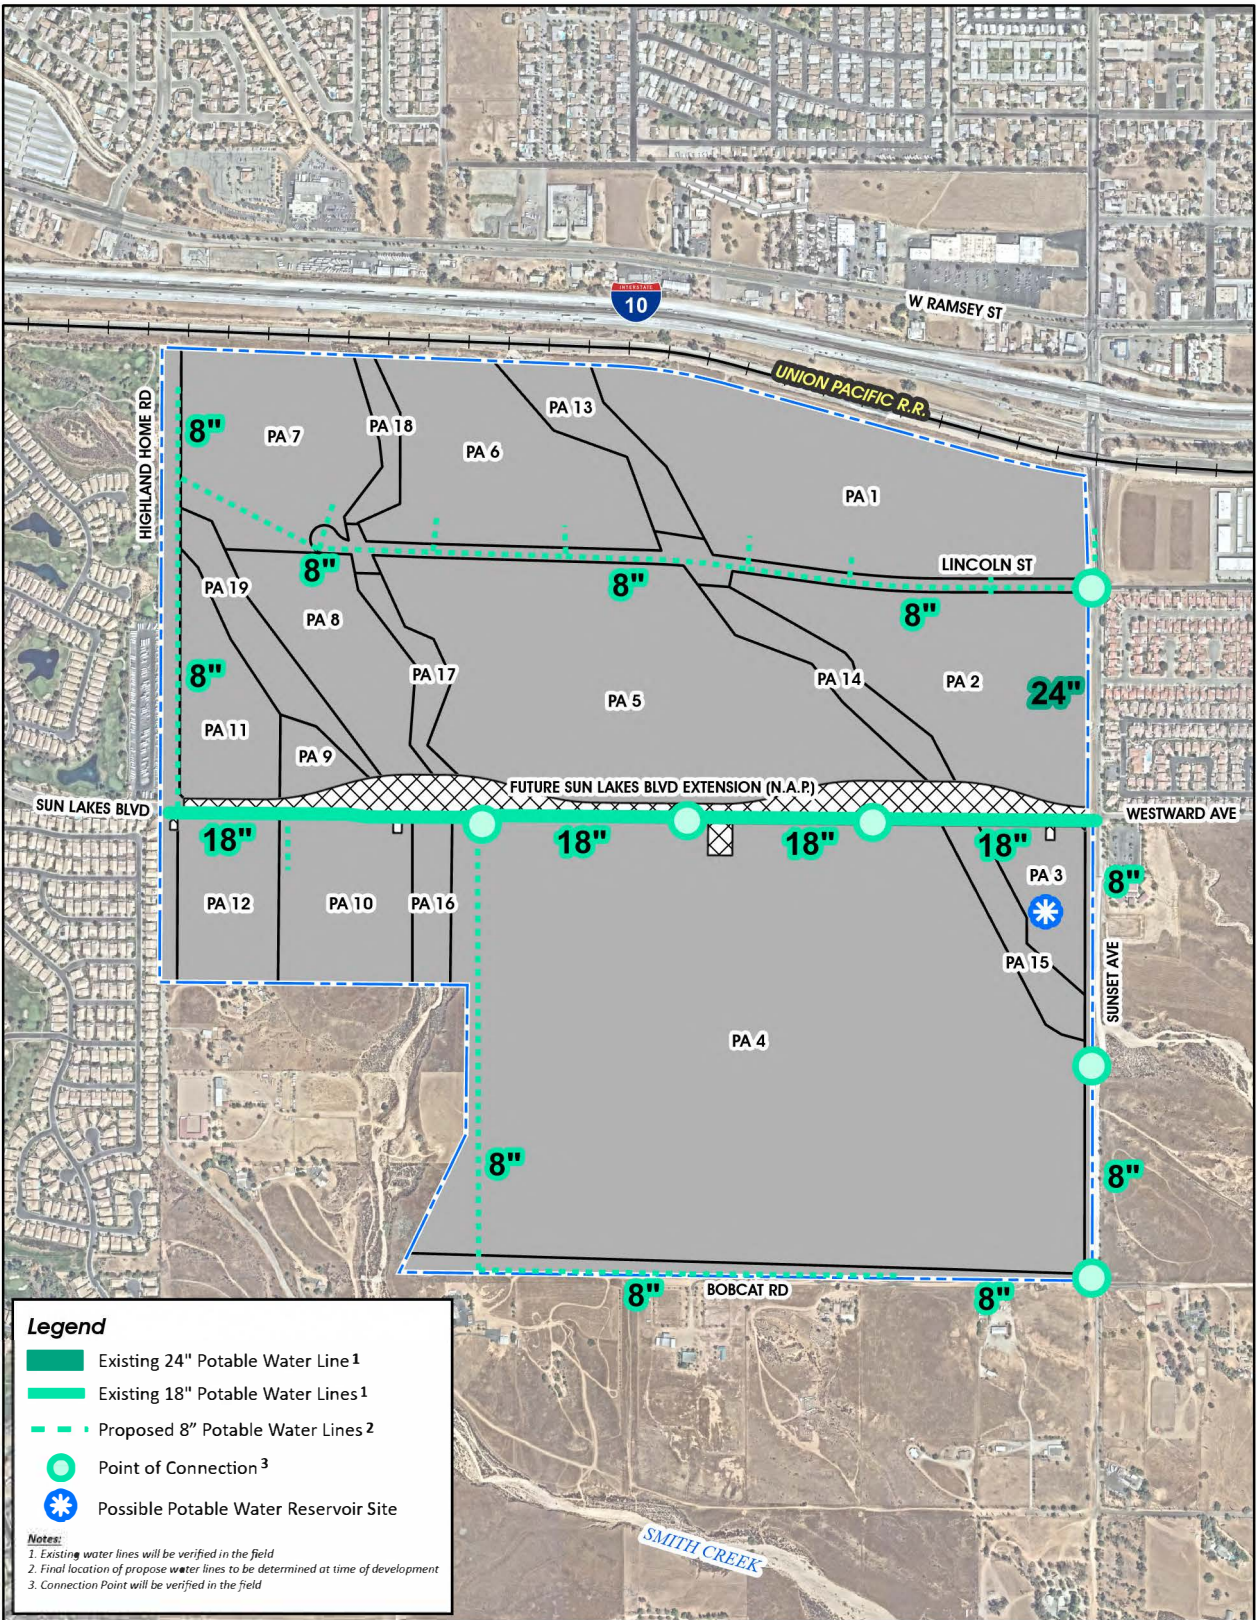 INTERSTATE
10
W RAMSEY ST
UNION PACIFIC R.R.
HIGHLAND HOME RD
8"
PA 7
PA 18
PA 6
PA 13
PA 1
LINCOLN ST
8"
8"
8"
PA 19
PA 8
PA 17
PA 5
PA 14
PA 2
24"
8"
PA 11
PA 9
FUTURE SUN LAKES BLVD EXTENSION (N.A.P.)
SUN LAKES BLVD
WESTWARD AVE
18"
18"
18"
18"
PA 12
PA 10
PA 16
PA 3
8"
PA 15
SUNSET AVE
PA 4
8"
8"
8"
BOBCAT RD
8"
SMITH CREEK
Legend
Existing 24" Potable Water Line 1
Existing 18" Potable Water Lines 1
Proposed 8” Potable Water Lines 2
Point of Connection 3
Possible Potable Water Reservoir Site
Notes:
1. Existing water lines will be verified in the field
2. Final location of propose water lines to be determined at time of development
3. Connection Point will be verified in the field